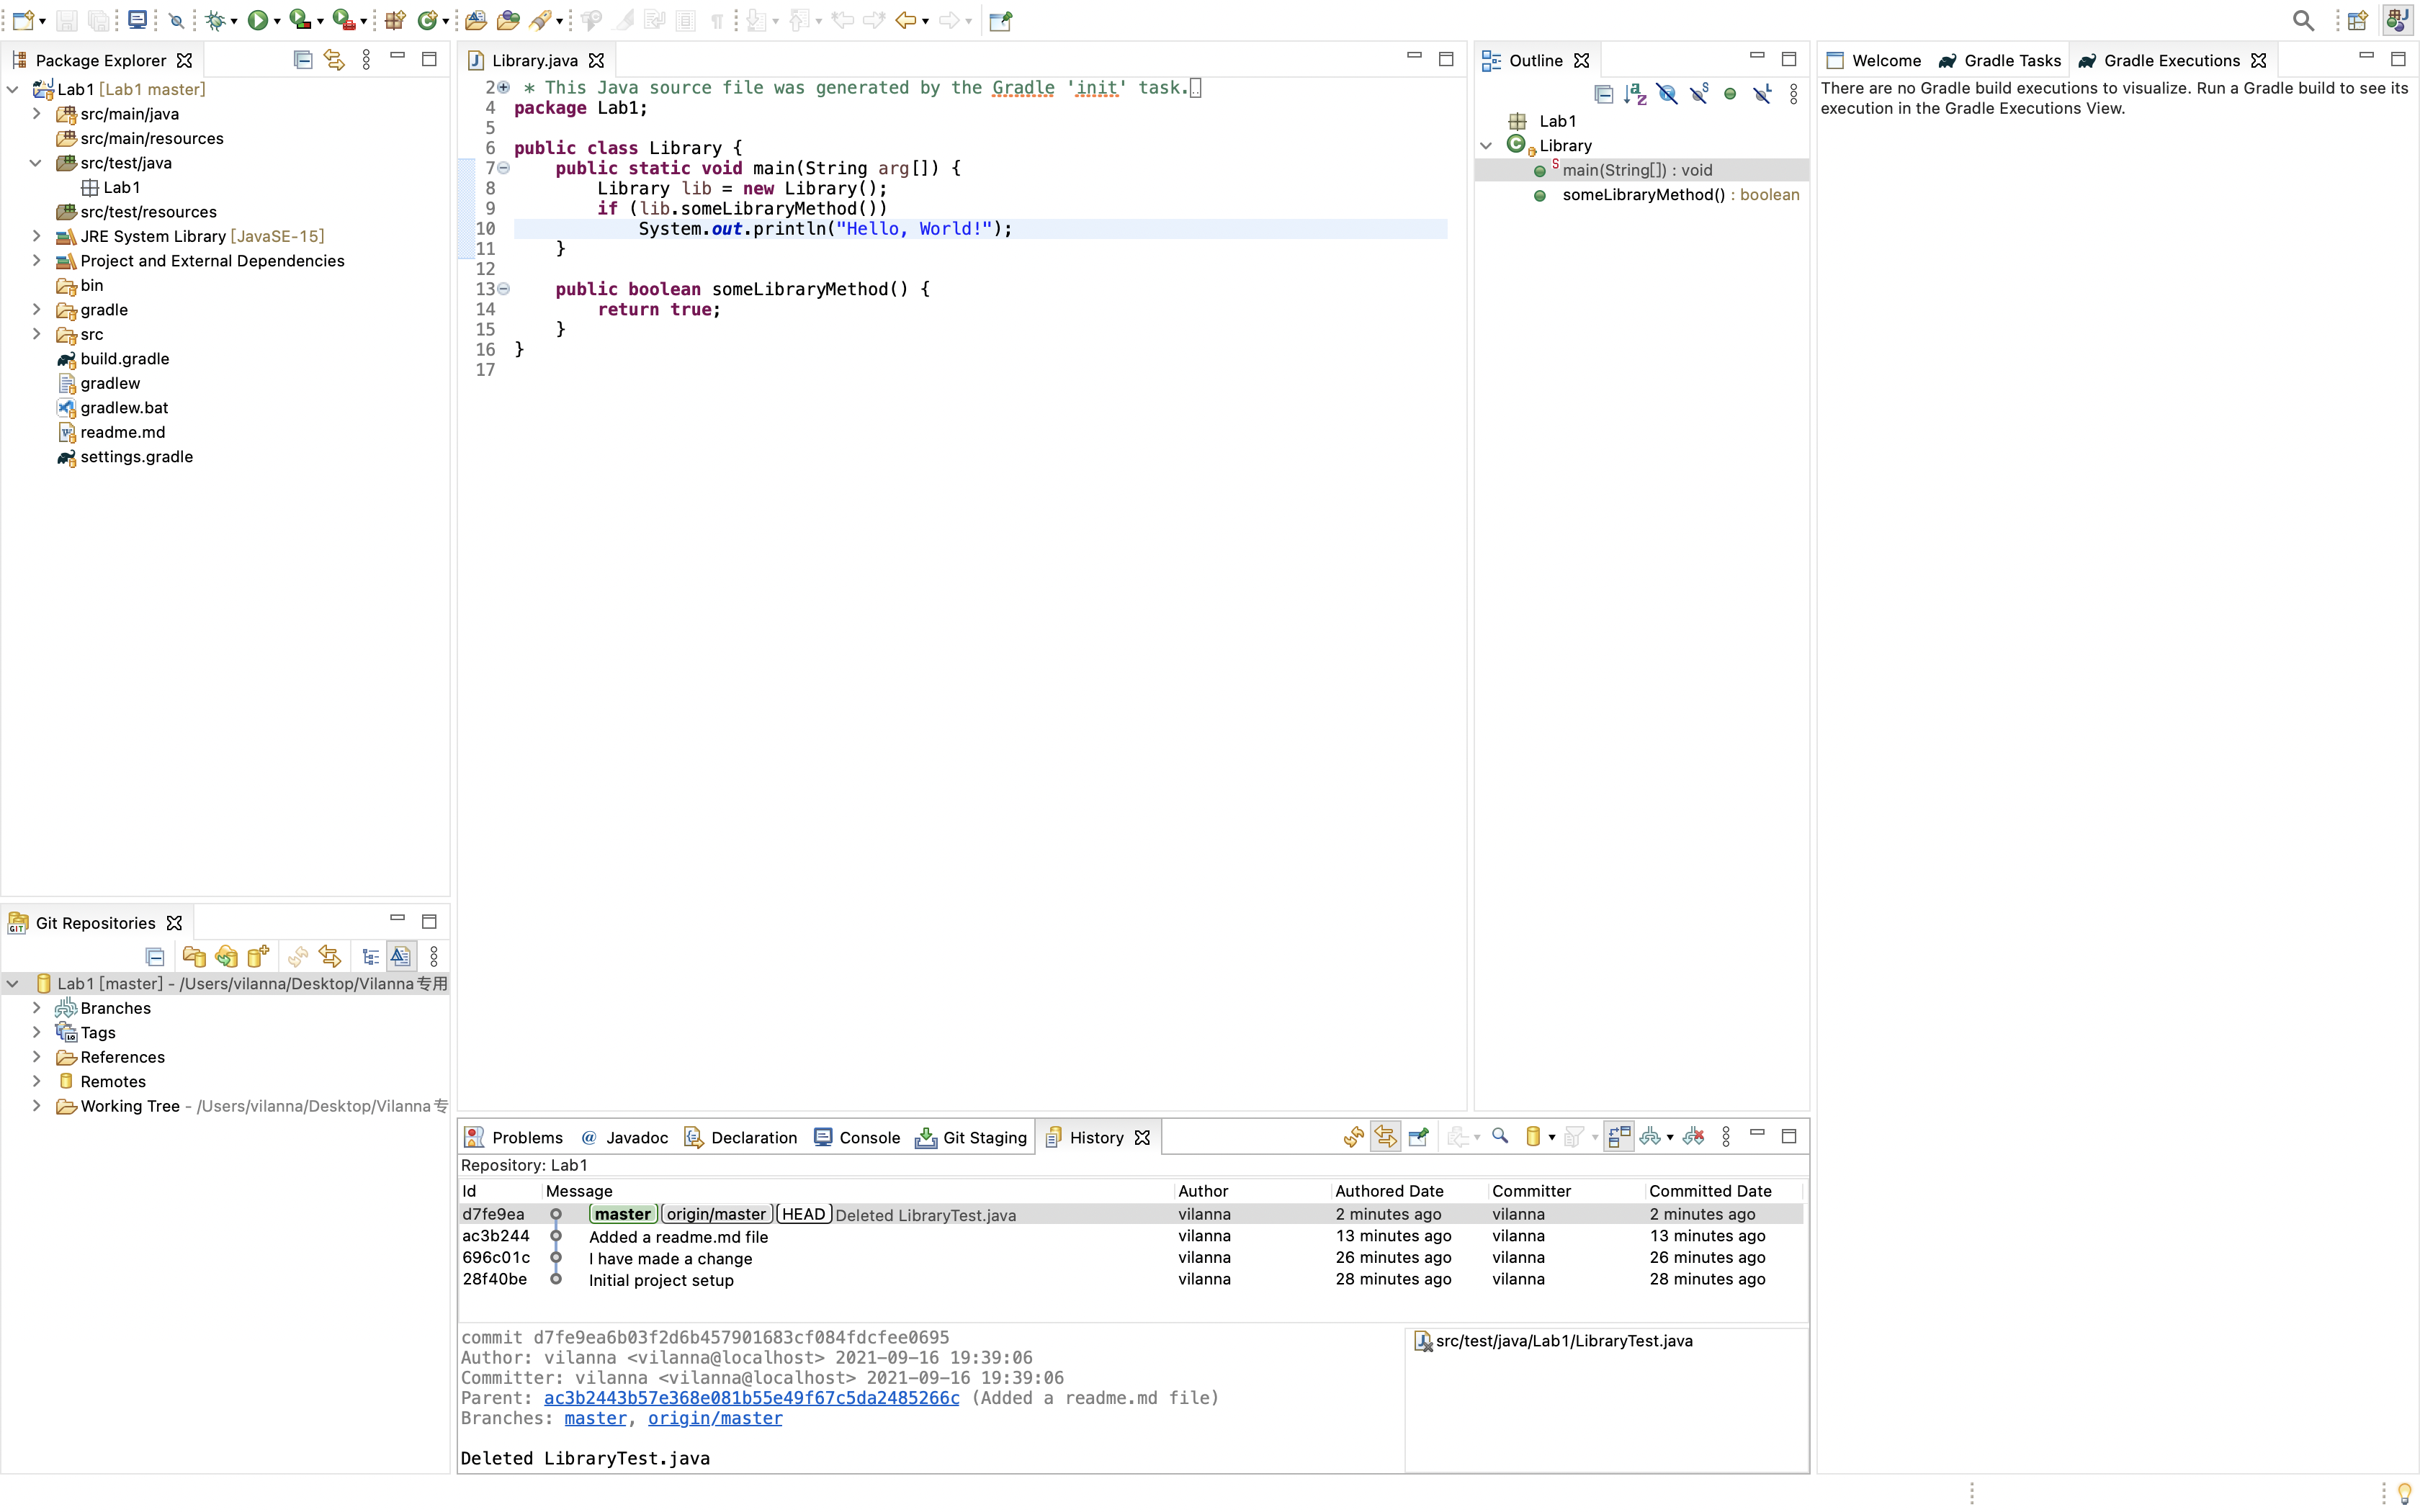 Package Explorer
Lab1 [Lab1 master]
src/main/java
src/main/resources
src/test/java
Lab1
src/test/resources
JRE System Library [JavaSE-15]
Project and External Dependencies
bin
gradle
src
build.gradle
gradlew
gradlew.bat
readme.md
settings.gradle
Git Repositories
Lab1 [master] - /Users/vilanna/Desktop/Vilanna专用
Branches
Tags
References
Remotes
Working Tree - /Users/vilanna/Desktop/Vilanna专
Library.java
2 * This Java source file was generated by the Gradle 'init' task.
4 package Lab1;
5
6 public class Library {
7 public static void main(String arg[]) {
8 Library lib = new Library();
9 if (lib.someLibraryMethod())
10 System.out.println("Hello, World!");
11 }
12
13 public boolean someLibraryMethod() {
14 return true;
15 }
16 }
17
Outline
Lab1
Library
main(String[]) : void
someLibraryMethod() : boolean
Welcome Gradle Tasks Gradle Executions
There are no Gradle build executions to visualize. Run a Gradle build to see its
execution in the Gradle Executions View.
Problems Javadoc Declaration Console Git Staging History
Repository: Lab1
Id Message Author Authored Date Committer Committed Date
d7fe9ea master origin/master HEAD Deleted LibraryTest.java vilanna 2 minutes ago vilanna 2 minutes ago
ac3b244 Added a readme.md file vilanna 13 minutes ago vilanna 13 minutes ago
696c01c I have made a change vilanna 26 minutes ago vilanna 26 minutes ago
28f40be Initial project setup vilanna 28 minutes ago vilanna 28 minutes ago
commit d7fe9ea6b03f2d6b457901683cf084fdcfee0695
Author: vilanna <vilanna@localhost> 2021-09-16 19:39:06
Committer: vilanna <vilanna@localhost> 2021-09-16 19:39:06
Parent: ac3b2443b57e368e081b55e49f67c5da2485266c (Added a readme.md file)
Branches: master, origin/master
Deleted LibraryTest.java
src/test/java/Lab1/LibraryTest.java